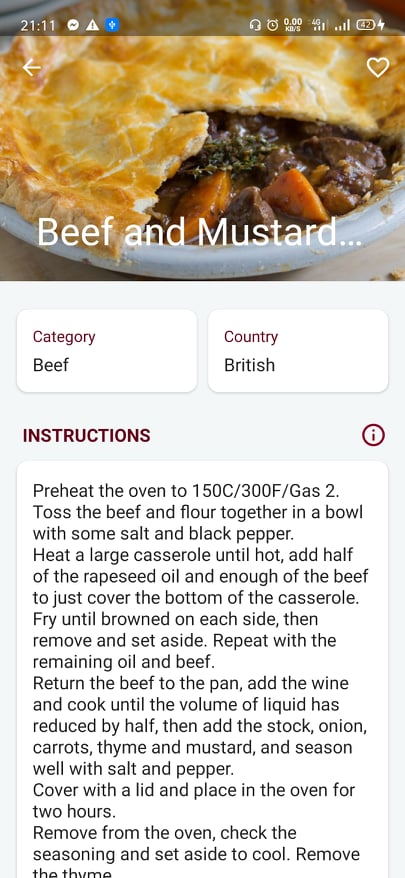 21:11 0.00 KB/S 4G 42
Beef and Mustard...
Category
Beef
Country
British
INSTRUCTIONS
Preheat the oven to 150C/300F/Gas 2.
Toss the beef and flour together in a bowl
with some salt and black pepper.
Heat a large casserole until hot, add half
of the rapeseed oil and enough of the beef
to just cover the bottom of the casserole.
Fry until browned on each side, then
remove and set aside. Repeat with the
remaining oil and beef.
Return the beef to the pan, add the wine
and cook until the volume of liquid has
reduced by half, then add the stock, onion,
carrots, thyme and mustard, and season
well with salt and pepper.
Cover with a lid and place in the oven for
two hours.
Remove from the oven, check the
seasoning and set aside to cool. Remove
the thyme.